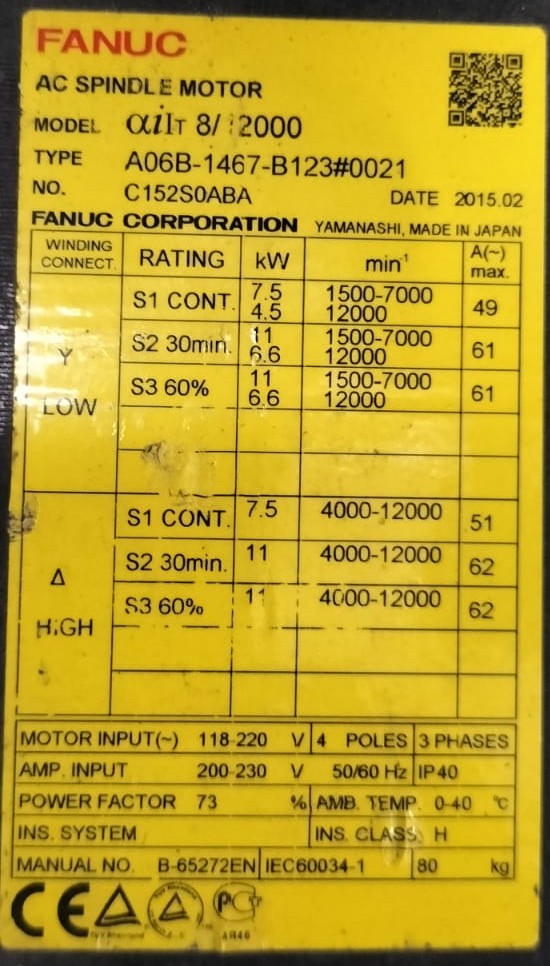 FANUC
AC SPINDLE MOTOR
MODEL αiIT 8/12000
TYPE A06B-1467-B123#0021
NO. C152S0ABA DATE 2015.02
FANUC CORPORATION YAMANASHI, MADE IN JAPAN
WINDING CONNECT. RATING kW min-1 A(~) max.
Y LOW
S1 CONT. 7.5 1500-7000 49
4.5 12000
S2 30min. 11 1500-7000 61
6.6 12000
S3 60% 11 1500-7000 61
6.6 12000
Δ HIGH
S1 CONT. 7.5 4000-12000 51
S2 30min. 11 4000-12000 62
S3 60% 11 4000-12000 62
MOTOR INPUT(~) 118-220 V 4 POLES 3 PHASES
AMP. INPUT 200-230 V 50/60 Hz IP40
POWER FACTOR 73 % AMB. TEMP. 0-40 °C
INS. SYSTEM INS. CLASS H
MANUAL NO. B-65272EN IEC60034-1 80 kg
CE